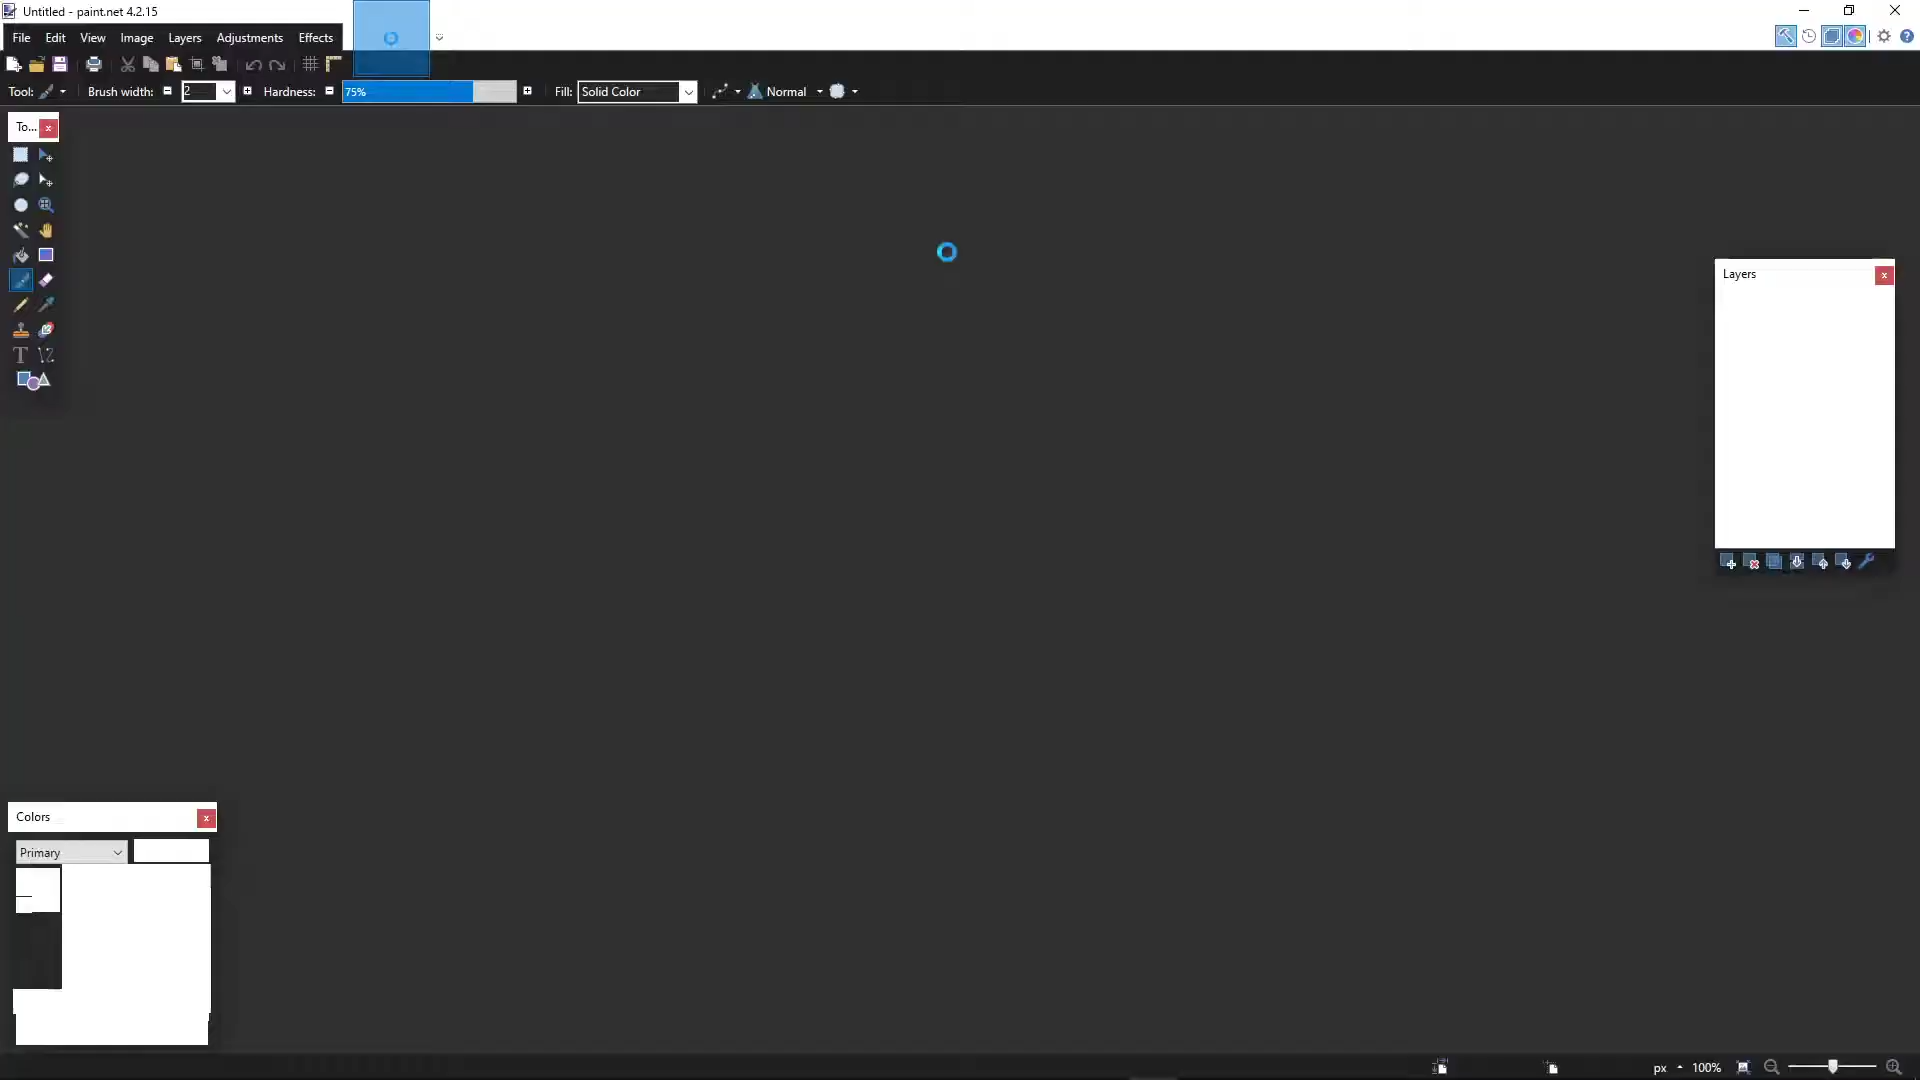 Untitled - paint.net 4.2.15
File Edit View Image Layers Adjustments Effects
Tool: Brush width: 2 Hardness: 75% Fill: Solid Color Normal
To...
Layers
Colors
Primary
px 100%